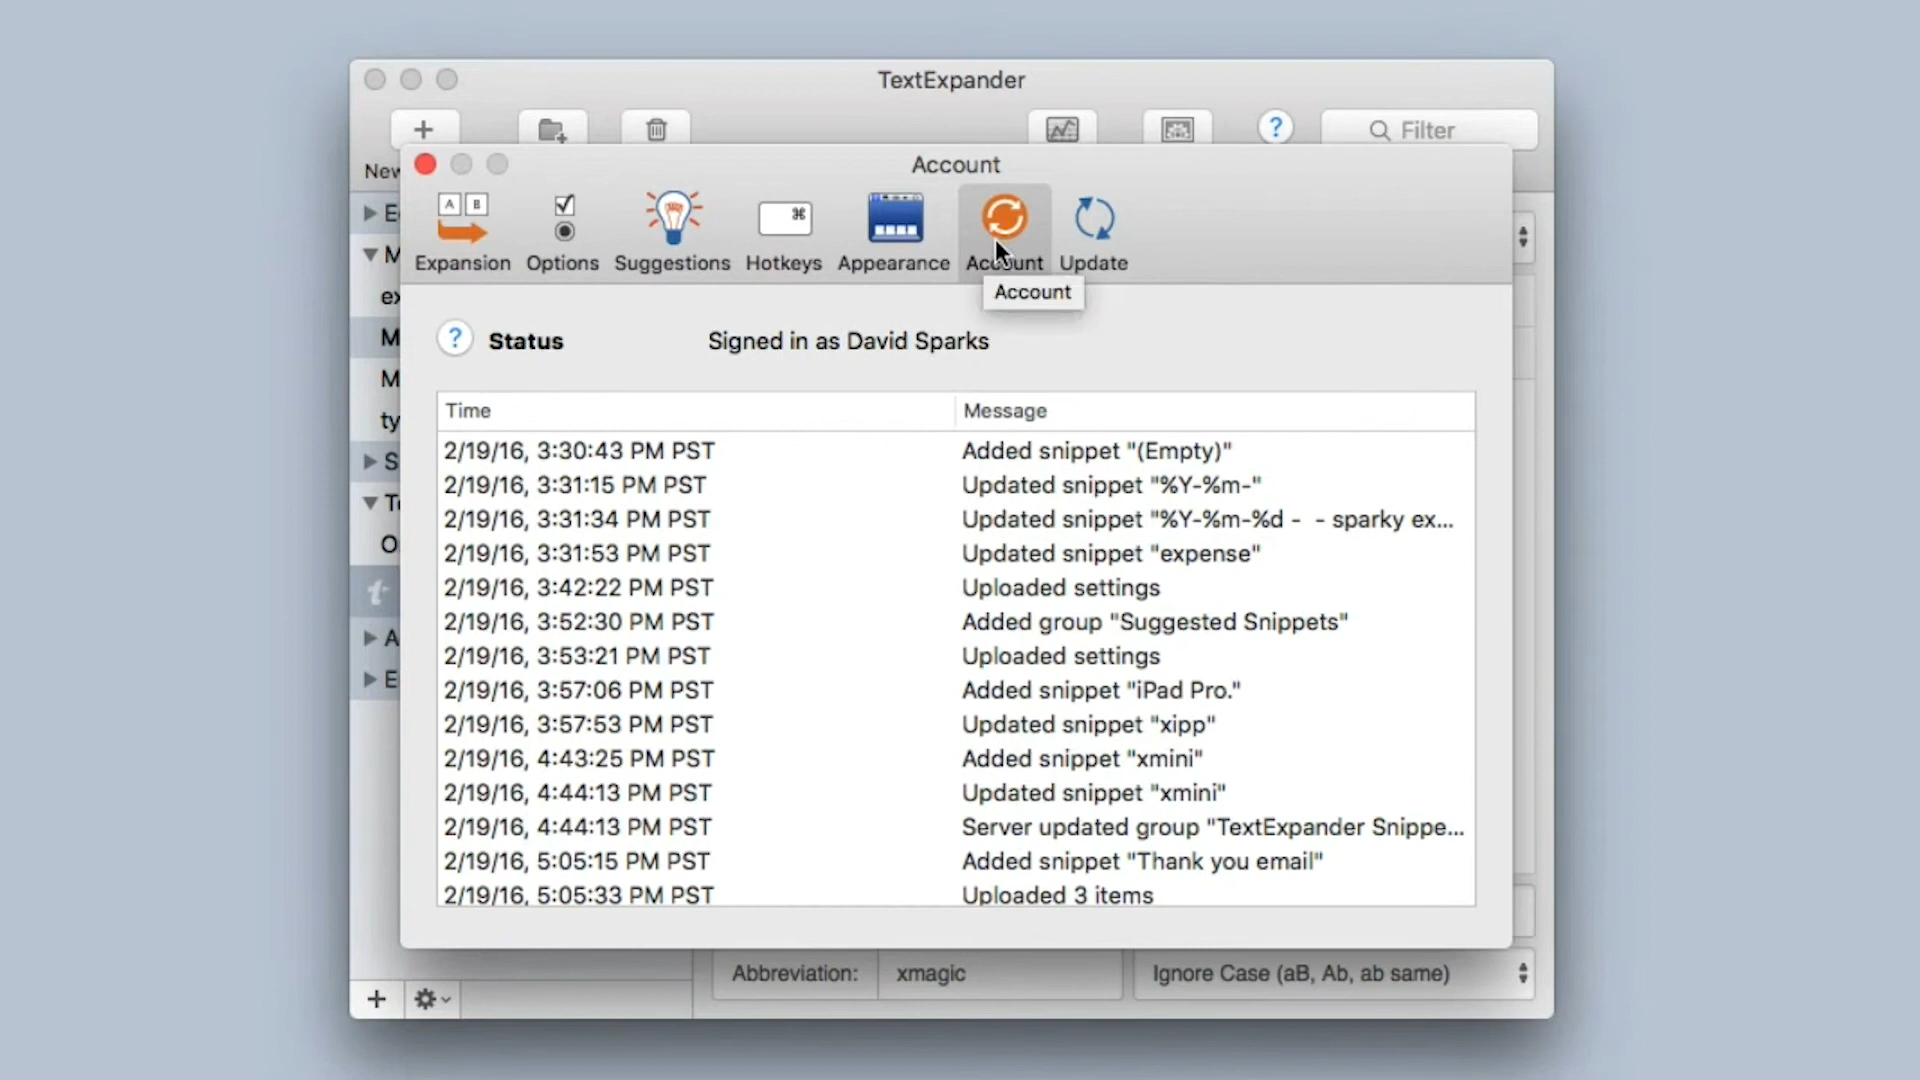 TextExpander
Filter
New
Account
A B
Expansion
Options
Suggestions
Hotkeys
Appearance
Account
Update
Account
? Status Signed in as David Sparks
Time Message
2/19/16, 3:30:43 PM PST Added snippet "(Empty)"
2/19/16, 3:31:15 PM PST Updated snippet "%Y-%m-"
2/19/16, 3:31:34 PM PST Updated snippet "%Y-%m-%d -  - sparky ex...
2/19/16, 3:31:53 PM PST Updated snippet "expense"
2/19/16, 3:42:22 PM PST Uploaded settings
2/19/16, 3:52:30 PM PST Added group "Suggested Snippets"
2/19/16, 3:53:21 PM PST Uploaded settings
2/19/16, 3:57:06 PM PST Added snippet "iPad Pro."
2/19/16, 3:57:53 PM PST Updated snippet "xipp"
2/19/16, 4:43:25 PM PST Added snippet "xmini"
2/19/16, 4:44:13 PM PST Updated snippet "xmini"
2/19/16, 4:44:13 PM PST Server updated group "TextExpander Snippe...
2/19/16, 5:05:15 PM PST Added snippet "Thank you email"
2/19/16, 5:05:33 PM PST Uploaded 3 items
Abbreviation: xmagic Ignore Case (aB, Ab, ab same)